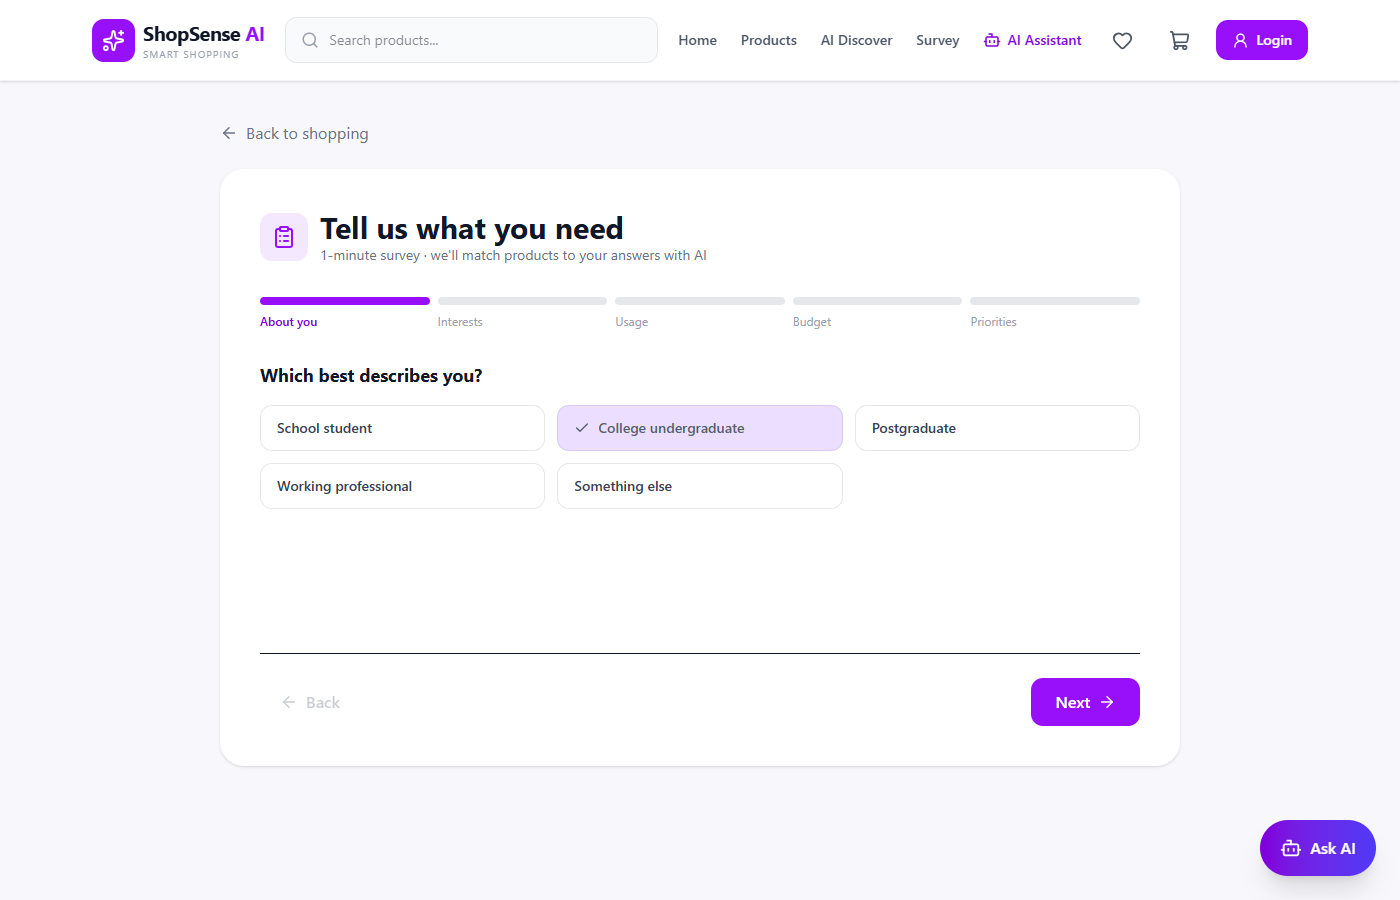 ShopSense AI
SMART SHOPPING
Search products...
Home
Products
AI Discover
Survey
AI Assistant
Login
Back to shopping
Tell us what you need
1-minute survey · we'll match products to your answers with AI
About you
Interests
Usage
Budget
Priorities
Which best describes you?
School student
College undergraduate
Postgraduate
Working professional
Something else
Back
Next
Ask AI